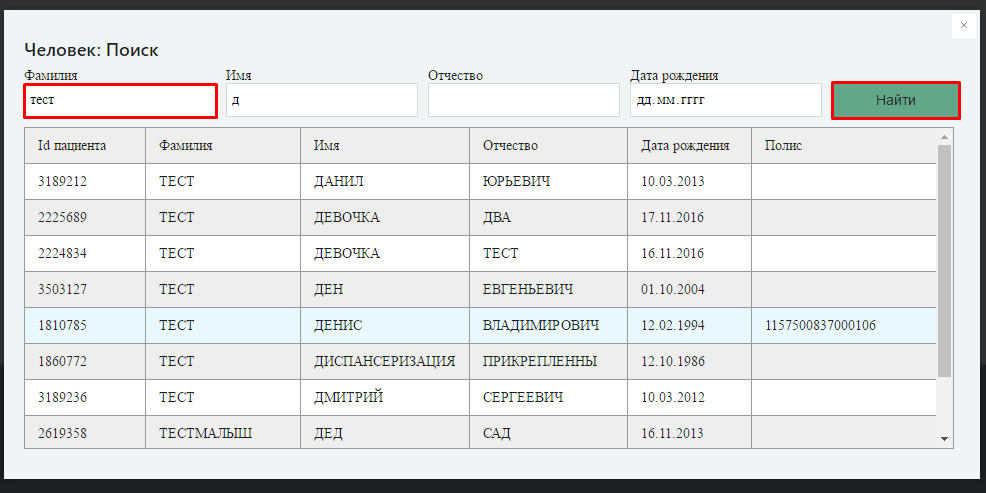 ×
Человек: Поиск
Фамилия Имя Отчество Дата рождения
тест д дд.мм.гггг Найти
Id пациента Фамилия Имя Отчество Дата рождения Полис
3189212 ТЕСТ ДАНИЛ ЮРЬЕВИЧ 10.03.2013
2225689 ТЕСТ ДЕВОЧКА ДВА 17.11.2016
2224834 ТЕСТ ДЕВОЧКА ТЕСТ 16.11.2016
3503127 ТЕСТ ДЕН ЕВГЕНЬЕВИЧ 01.10.2004
1810785 ТЕСТ ДЕНИС ВЛАДИМИРОВИЧ 12.02.1994 1157500837000106
1860772 ТЕСТ ДИСПАНСЕРИЗАЦИЯ ПРИКРЕПЛЕННЫ 12.10.1986
3189236 ТЕСТ ДМИТРИЙ СЕРГЕЕВИЧ 10.03.2012
2619358 ТЕСТМАЛЫШ ДЕД САД 16.11.2013